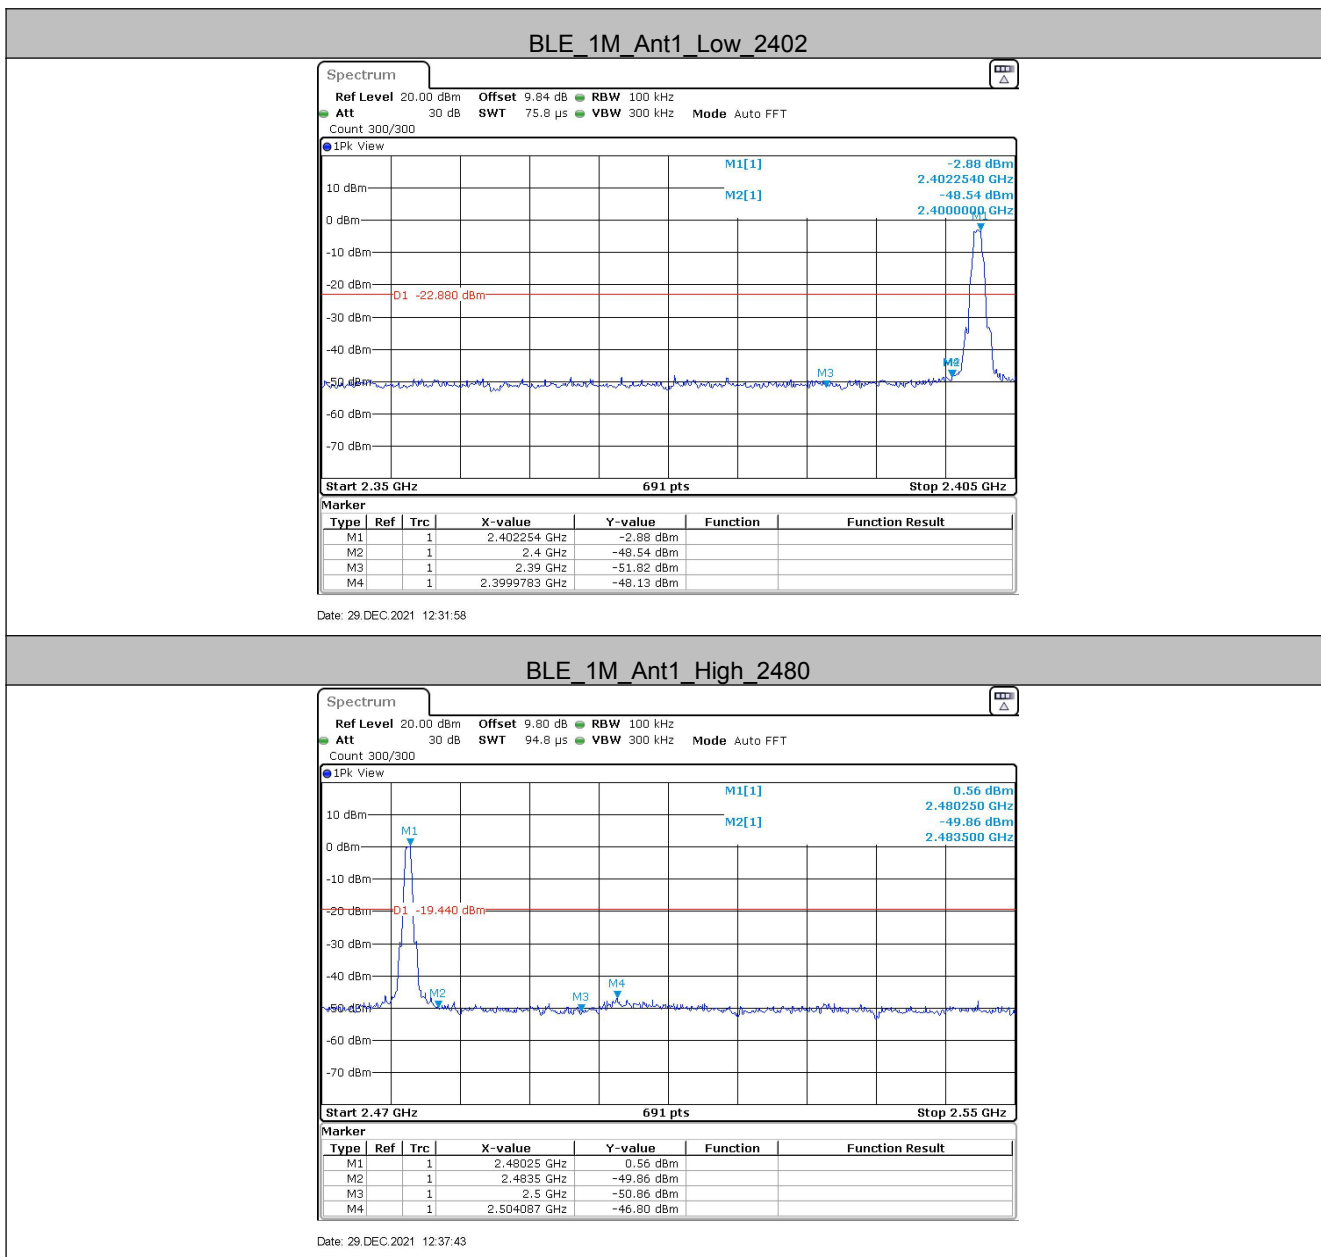 BLE_1M_Ant1_Low_2402
Spectrum
Ref Level 20.00 dBm Offset 9.84 dB RBW 100 kHz
Att 30 dB SWT 75.8 µs VBW 300 kHz Mode Auto FFT
Count 300/300
1Pk View
M1[1] -2.88 dBm
2.4022540 GHz
M2[1] -48.54 dBm
2.4000000 GHz
10 dBm
0 dBm
M1
-10 dBm
-20 dBm
D1 -22.880 dBm
-30 dBm
-40 dBm
M3
-50 dBm
-60 dBm
-70 dBm
Start 2.35 GHz 691 pts Stop 2.405 GHz
Marker
Type Ref Trc X-value Y-value Function Function Result
M1 1 2.402254 GHz -2.88 dBm
M2 1 2.4 GHz -48.54 dBm
M3 1 2.39 GHz -51.82 dBm
M4 1 2.3999783 GHz -48.13 dBm
Date: 29.DEC.2021 12:31:58
BLE_1M_Ant1_High_2480
Spectrum
Ref Level 20.00 dBm Offset 9.80 dB RBW 100 kHz
Att 30 dB SWT 94.8 µs VBW 300 kHz Mode Auto FFT
Count 300/300
1Pk View
M1[1] 0.56 dBm
2.480250 GHz
M2[1] -49.86 dBm
2.483500 GHz
10 dBm
M1
0 dBm
-10 dBm
-20 dBm
D1 -19.440 dBm
-30 dBm
-40 dBm
M2 M3 M4
-50 dBm
-60 dBm
-70 dBm
Start 2.47 GHz 691 pts Stop 2.55 GHz
Marker
Type Ref Trc X-value Y-value Function Function Result
M1 1 2.48025 GHz 0.56 dBm
M2 1 2.4835 GHz -49.86 dBm
M3 1 2.5 GHz -50.86 dBm
M4 1 2.504087 GHz -46.80 dBm
Date: 29.DEC.2021 12:37:43